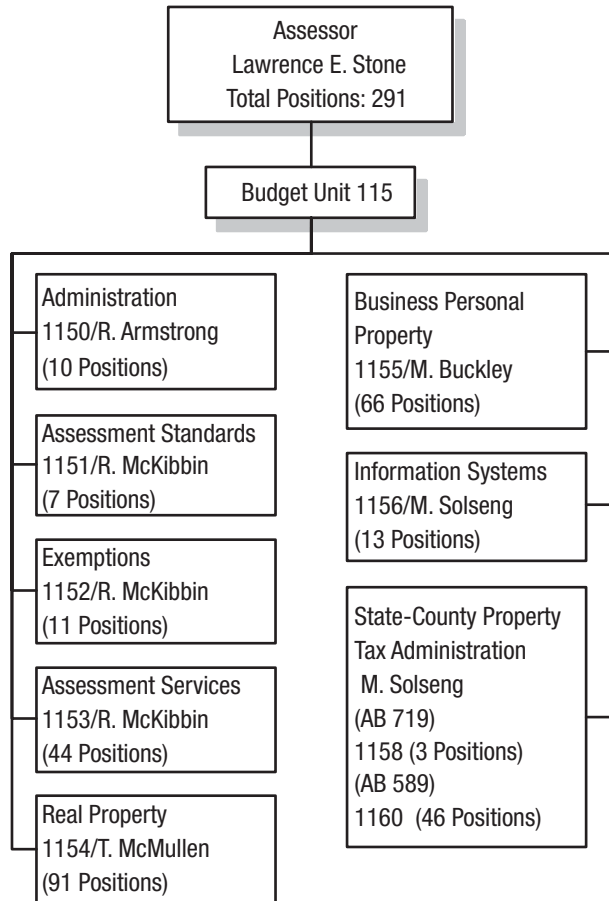 Assessor
Lawrence E. Stone
Total Positions: 291
Budget Unit 115
Administration
1150/R. Armstrong
(10 Positions)
Assessment Standards
1151/R. McKibbin
(7 Positions)
Exemptions
1152/R. McKibbin
(11 Positions)
Assessment Services
1153/R. McKibbin
(44 Positions)
Real Property
1154/T. McMullen
(91 Positions)
Business Personal
Property
1155/M. Buckley
(66 Positions)
Information Systems
1156/M. Solseng
(13 Positions)
State-County Property
Tax Administration
M. Solseng
(AB 719)
1158 (3 Positions)
(AB 589)
1160 (46 Positions)